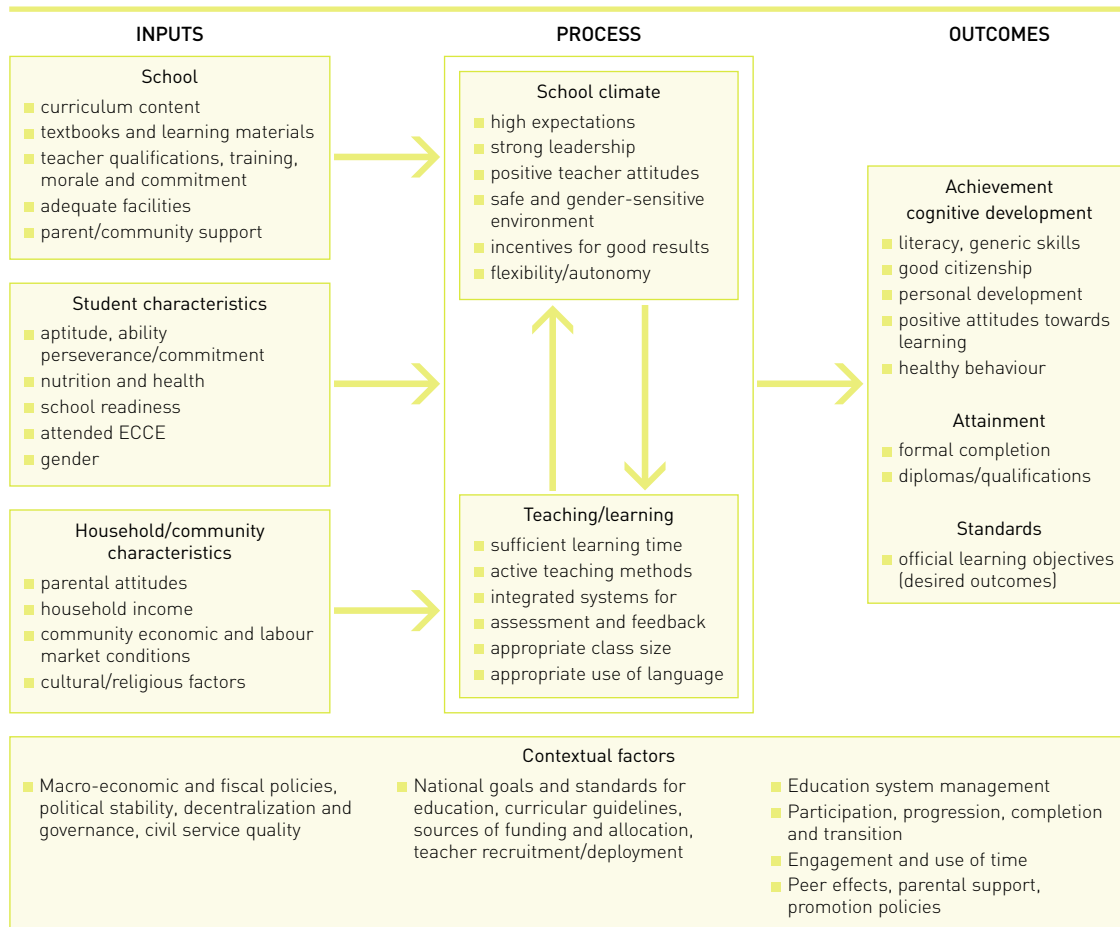 INPUTS
PROCESS
OUTCOMES
School
curriculum content
textbooks and learning materials
teacher qualifications, training,
morale and commitment
adequate facilities
parent/community support
Student characteristics
aptitude, ability
perseverance/commitment
nutrition and health
school readiness
attended ECCE
gender
Household/community
characteristics
parental attitudes
household income
community economic and labour
market conditions
cultural/religious factors
School climate
high expectations
strong leadership
positive teacher attitudes
safe and gender-sensitive
environment
incentives for good results
flexibility/autonomy
Teaching/learning
sufficient learning time
active teaching methods
integrated systems for
assessment and feedback
appropriate class size
appropriate use of language
Achievement
cognitive development
literacy, generic skills
good citizenship
personal development
positive attitudes towards
learning
healthy behaviour
Attainment
formal completion
diplomas/qualifications
Standards
official learning objectives
(desired outcomes)
Contextual factors
Macro-economic and fiscal policies,
political stability, decentralization and
governance, civil service quality
National goals and standards for
education, curricular guidelines,
sources of funding and allocation,
teacher recruitment/deployment
Education system management
Participation, progression, completion
and transition
Engagement and use of time
Peer effects, parental support,
promotion policies